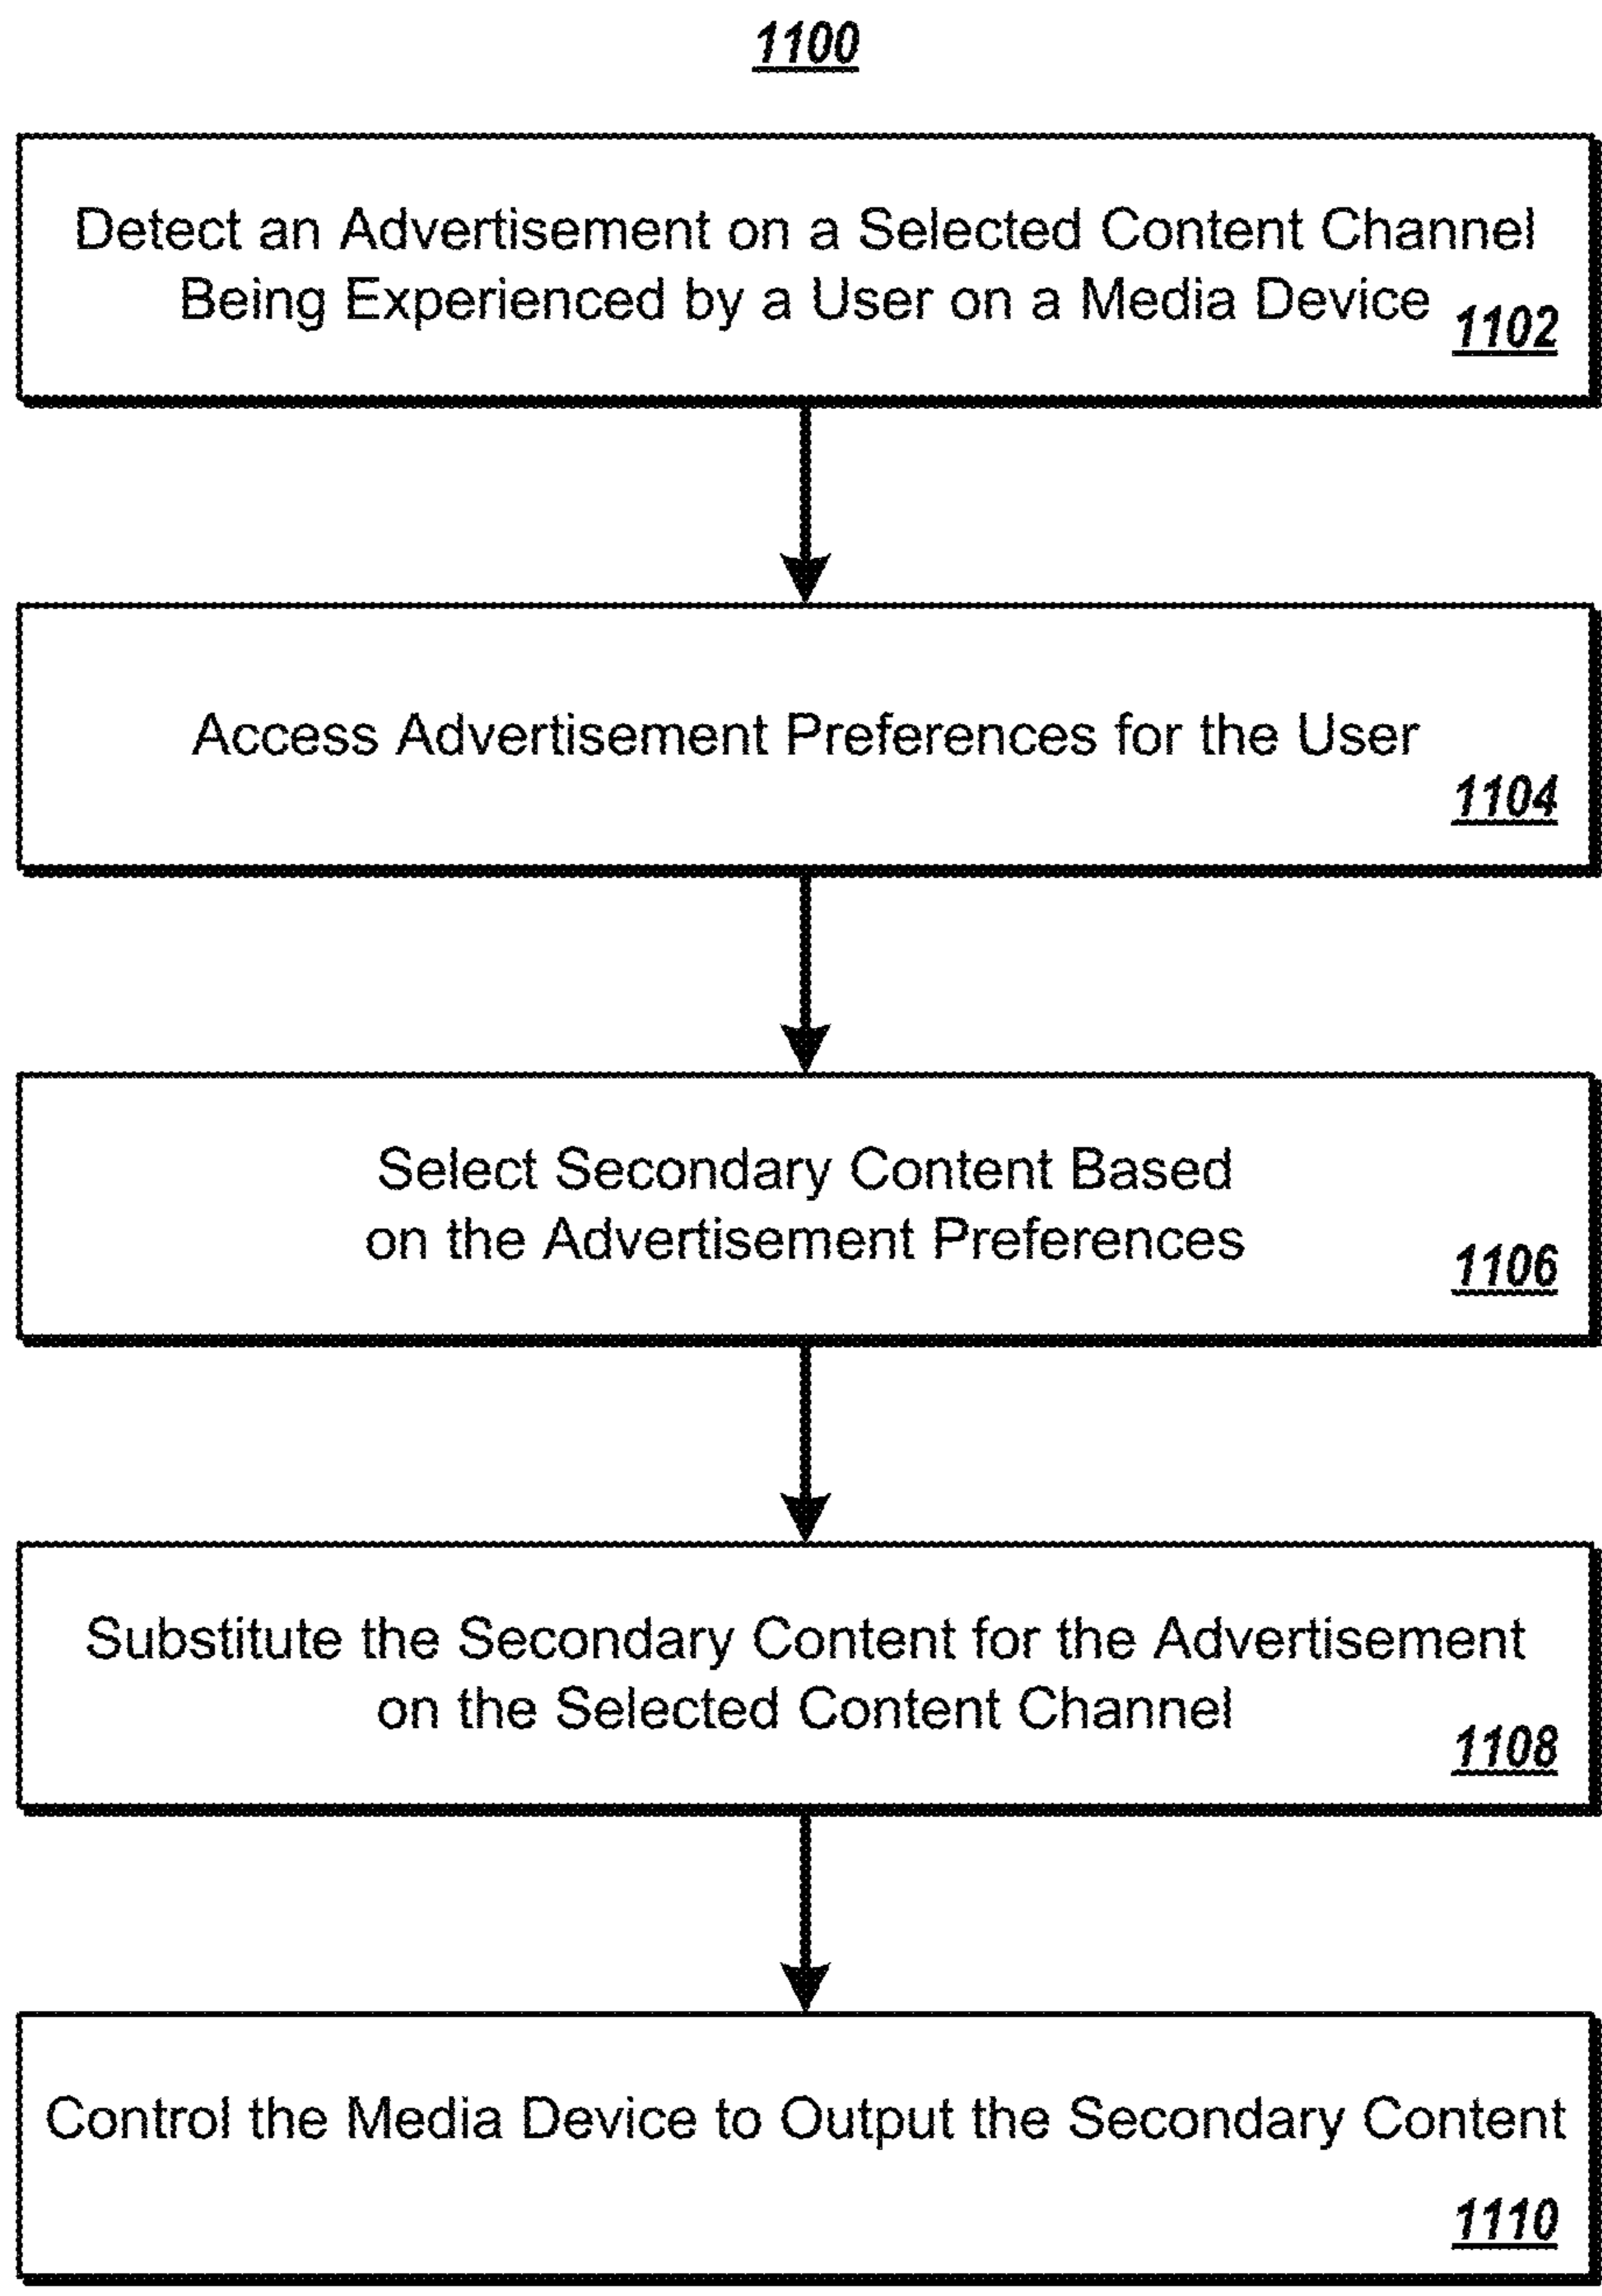 1100
Detect an Advertisement on a Selected Content Channel
Being Experienced by a User on a Media Device
1102
Access Advertisement Preferences for the User
1104
Select Secondary Content Based
on the Advertisement Preferences
1106
Substitute the Secondary Content for the Advertisement
on the Selected Content Channel
1108
Control the Media Device to Output the Secondary Content
1110